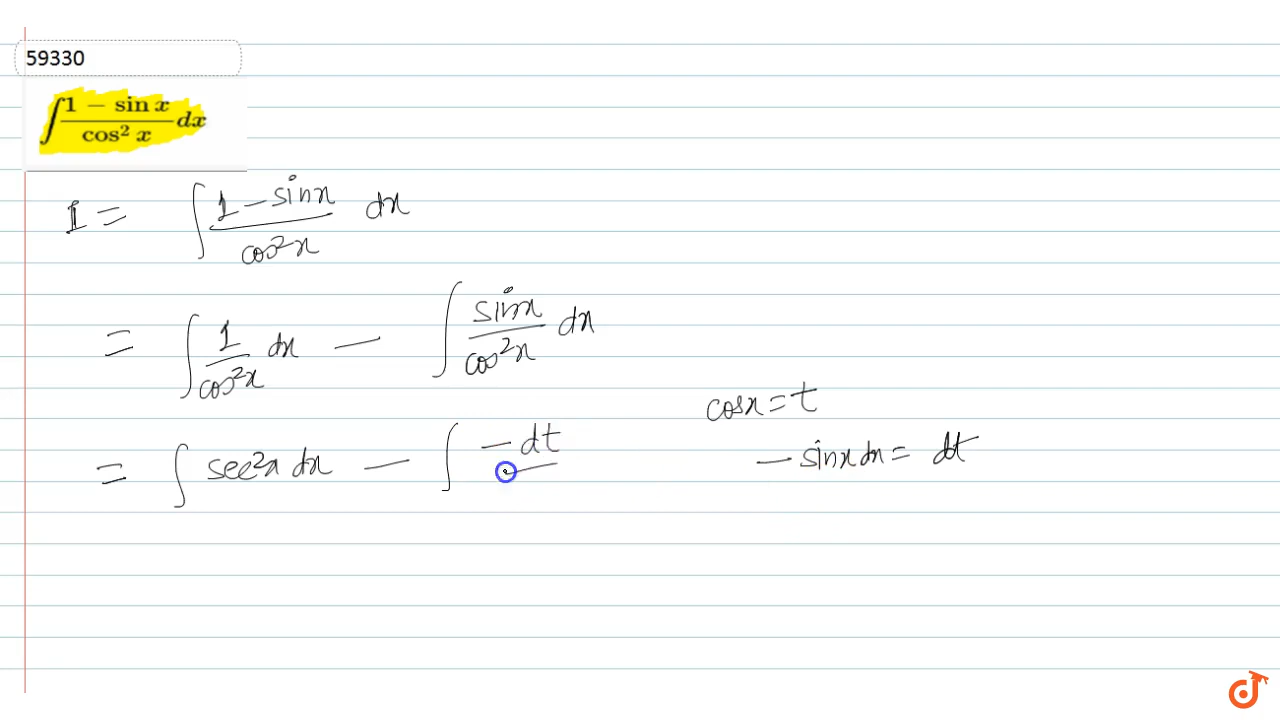 59330
∫ 1 − sin x / cos² x dx
I = ∫ 1 − sinx / cos²x dx
= ∫ 1 / cos²x dx − ∫ sinx / cos²x dx
cosx = t
= ∫ sec²x dx − ∫ − dt /
− sinx dx = dt